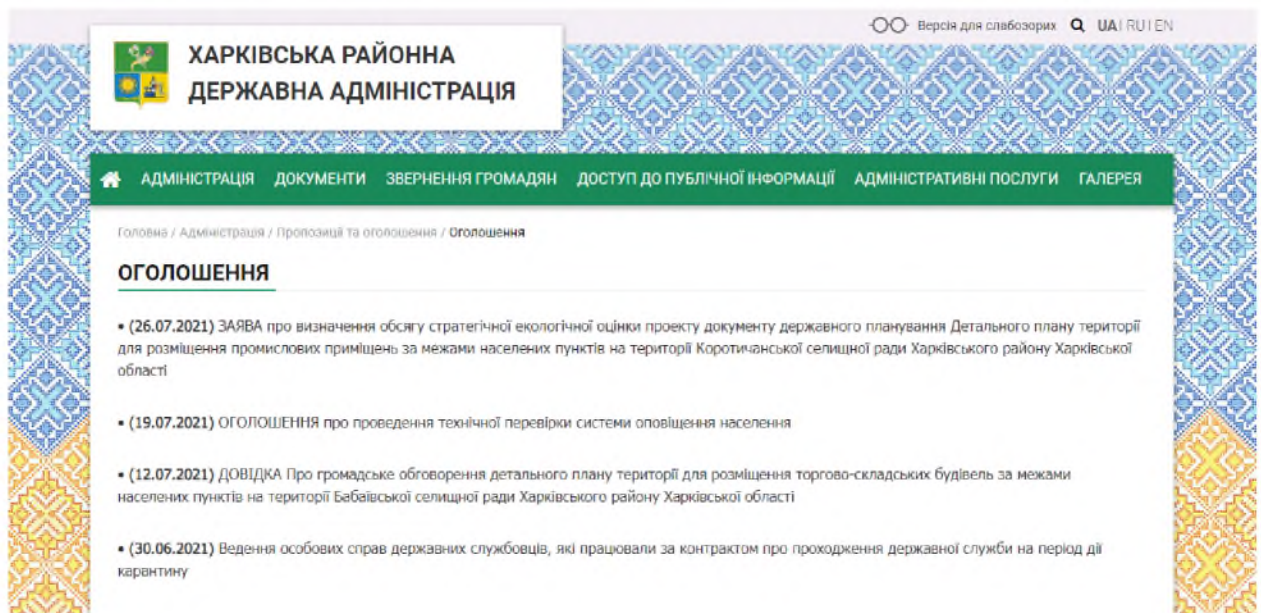 Версія для слабозорих UA | RU | EN
ХАРКІВСЬКА РАЙОННА
ДЕРЖАВНА АДМІНІСТРАЦІЯ
АДМІНІСТРАЦІЯ ДОКУМЕНТИ ЗВЕРНЕННЯ ГРОМАДЯН ДОСТУП ДО ПУБЛІЧНОЇ ІНФОРМАЦІЇ АДМІНІСТРАТИВНІ ПОСЛУГИ ГАЛЕРЕЯ
Головна / Адміністрація / Пропозиції та оголошення / Оголошення
ОГОЛОШЕННЯ
• (26.07.2021) ЗАЯВА про визначення обсягу стратегічної екологічної оцінки проекту документу державного планування Детального плану території
для розміщення промислових приміщень за межами населених пунктів на території Коротичанської селищної ради Харківського району Харківської
області
• (19.07.2021) ОГОЛОШЕННЯ про проведення технічної перевірки системи оповіщення населення
• (12.07.2021) ДОВІДКА Про громадське обговорення детального плану території для розміщення торгово-складських будівель за межами
населених пунктів на території Бабаївської селищної ради Харківського району Харківської області
• (30.06.2021) Ведення особових справ державних службовців, які працювали за контрактом про проходження державної служби на період дії
карантину